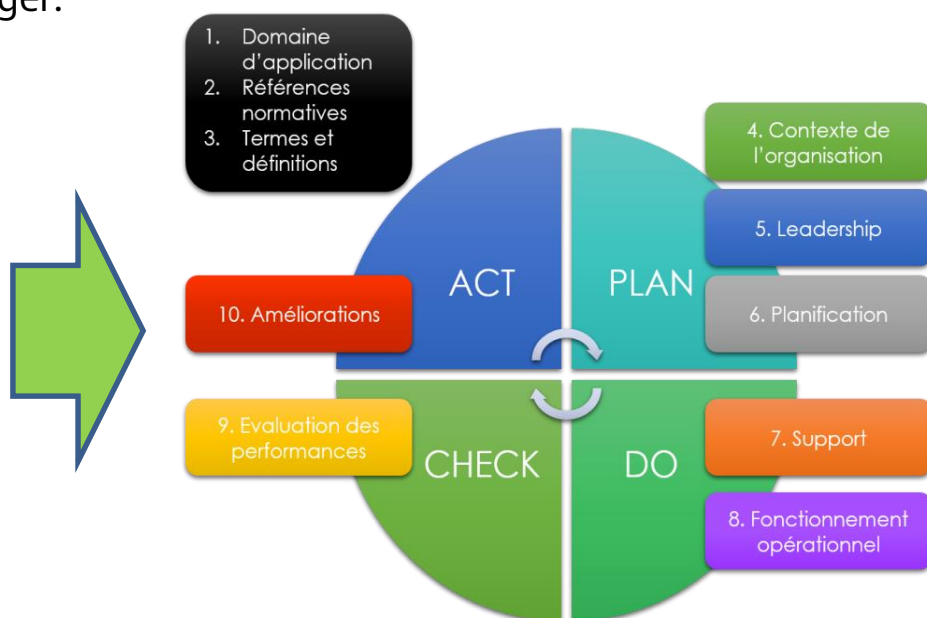 ger.
1. Domaine
d'application
2. Références
normatives
3. Termes et
définitions
4. Contexte de
l'organisation
5. Leadership
ACT
PLAN
10. Améliorations
6. Planification
9. Evaluation des
performances
7. Support
CHECK
DO
8. Fonctionnement
opérationnel